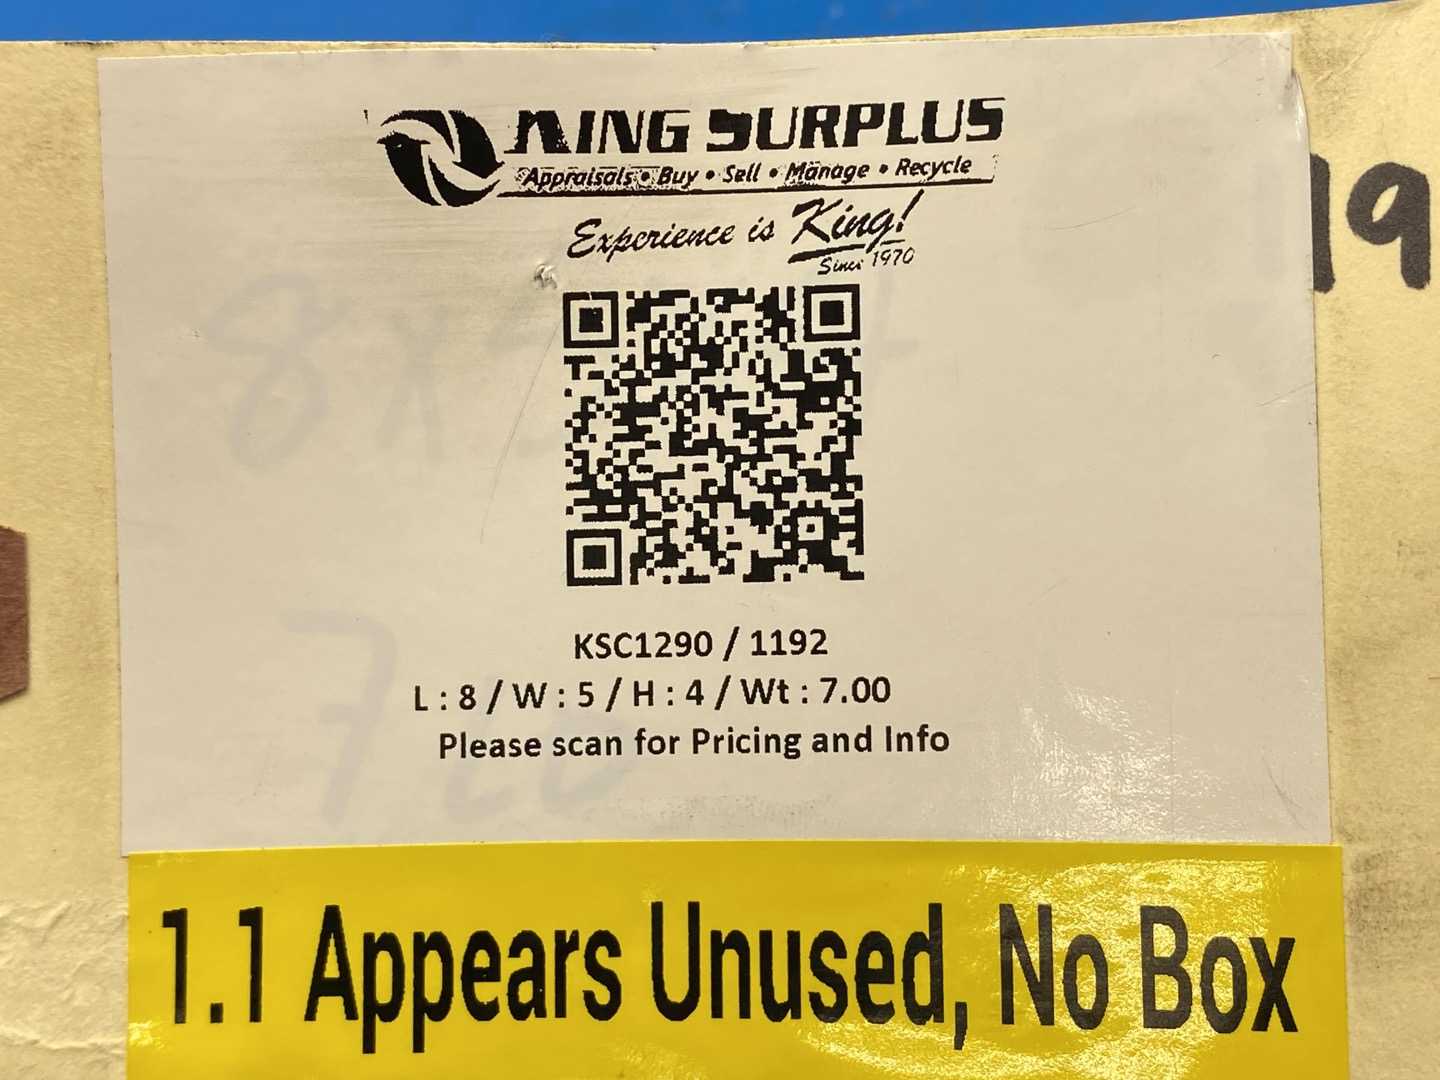 KING SURPLUS
Appraisals • Buy • Sell • Manage • Recycle
Experience is King!
Since 1970
19
KSC1290 / 1192
L : 8 / W : 5 / H : 4 / Wt : 7.00
Please scan for Pricing and Info
1.1 Appears Unused, No Box